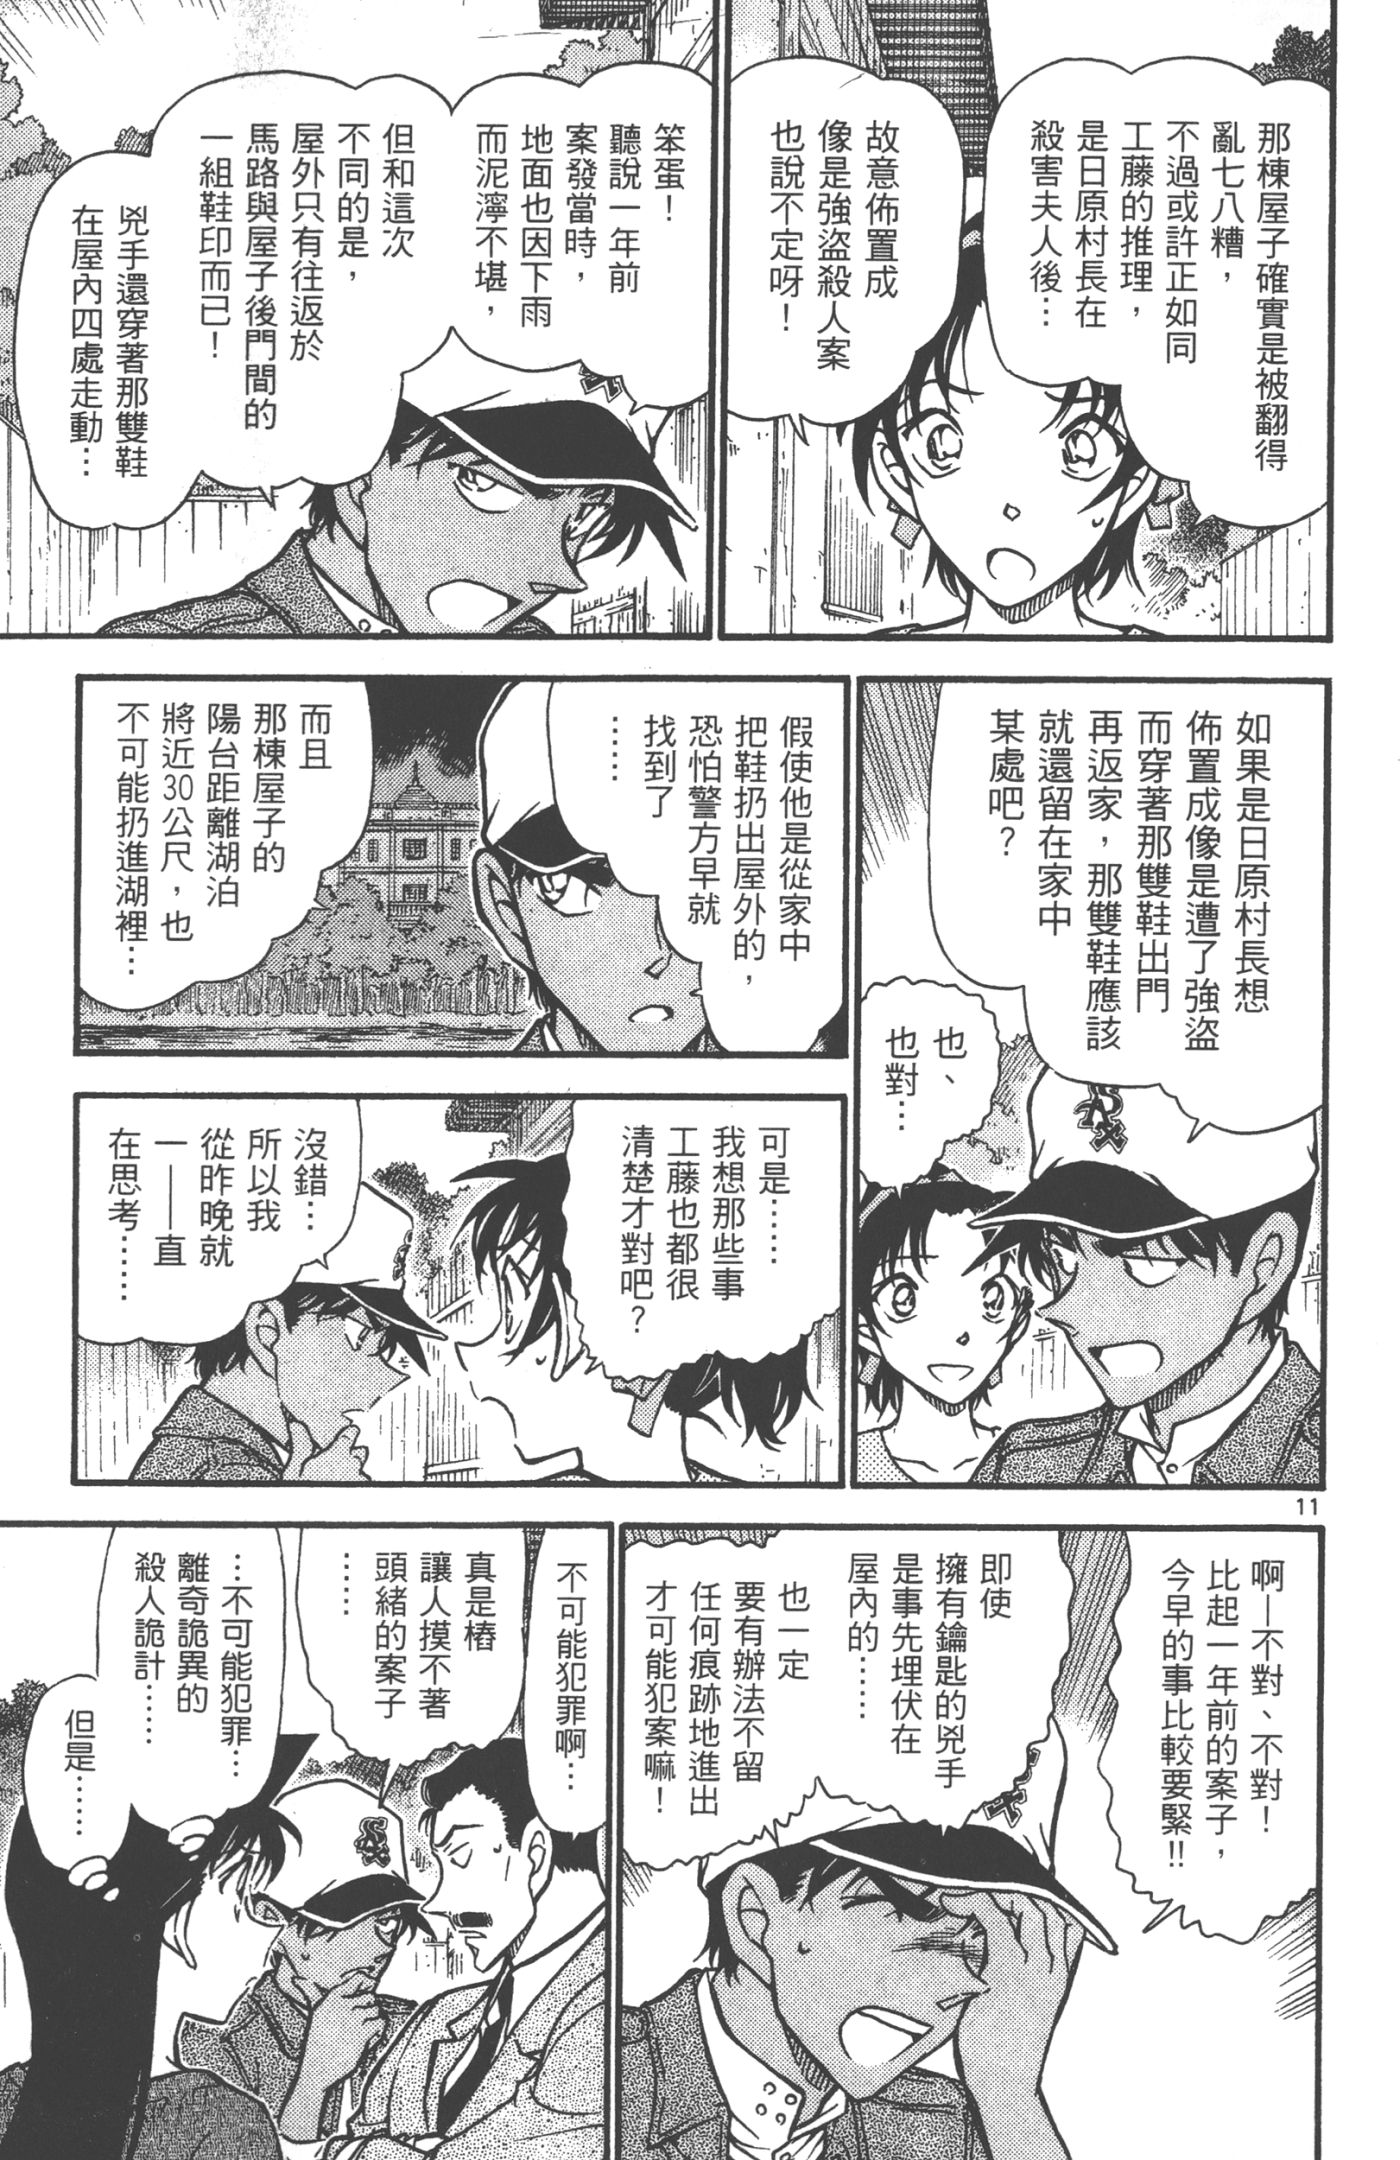 那棟屋子確實是被翻得
亂七八糟，
不過或許正如同
工藤的推理，
是日原村長在
殺害夫人後…
故意佈置成
像是強盜殺人案
也說不定呀！
笨蛋！
聽說一年前
案發當時，
地面也因下雨
而泥濘不堪，
但和這次
不同的是，
屋外只有往返於
馬路與屋子後門間的
一組鞋印而已！
兇手還穿著那雙鞋
在屋內四處走動…
如果是日原村長想
佈置成像是遭了強盜
而穿著那雙鞋出門
再返家，那雙鞋應該
就還留在家中
某處吧？
也、
也對…
假使他是從家中
把鞋扔出屋外的，
恐怕警方早就
找到了
……
而且
那棟屋子的
陽台距離湖泊
將近30公尺，也
不可能扔進湖裡…
可是……
我想那些事
工藤也都很
清楚才對吧？
沒錯…
所以我
從昨晚就
一——直
在思考……
11
啊—不對、不對！
比起一年前的案子，
今早的事比較要緊!!
即使
擁有鑰匙的兇手
是事先埋伏在
屋內的……
也一定
要有辦法不留
任何痕跡地進出
才可能犯案嘛！
不可能犯罪啊…
真是樁
讓人摸不著
頭緒的案子
……
…不可能犯罪…
離奇詭異的
殺人詭計……
但是……